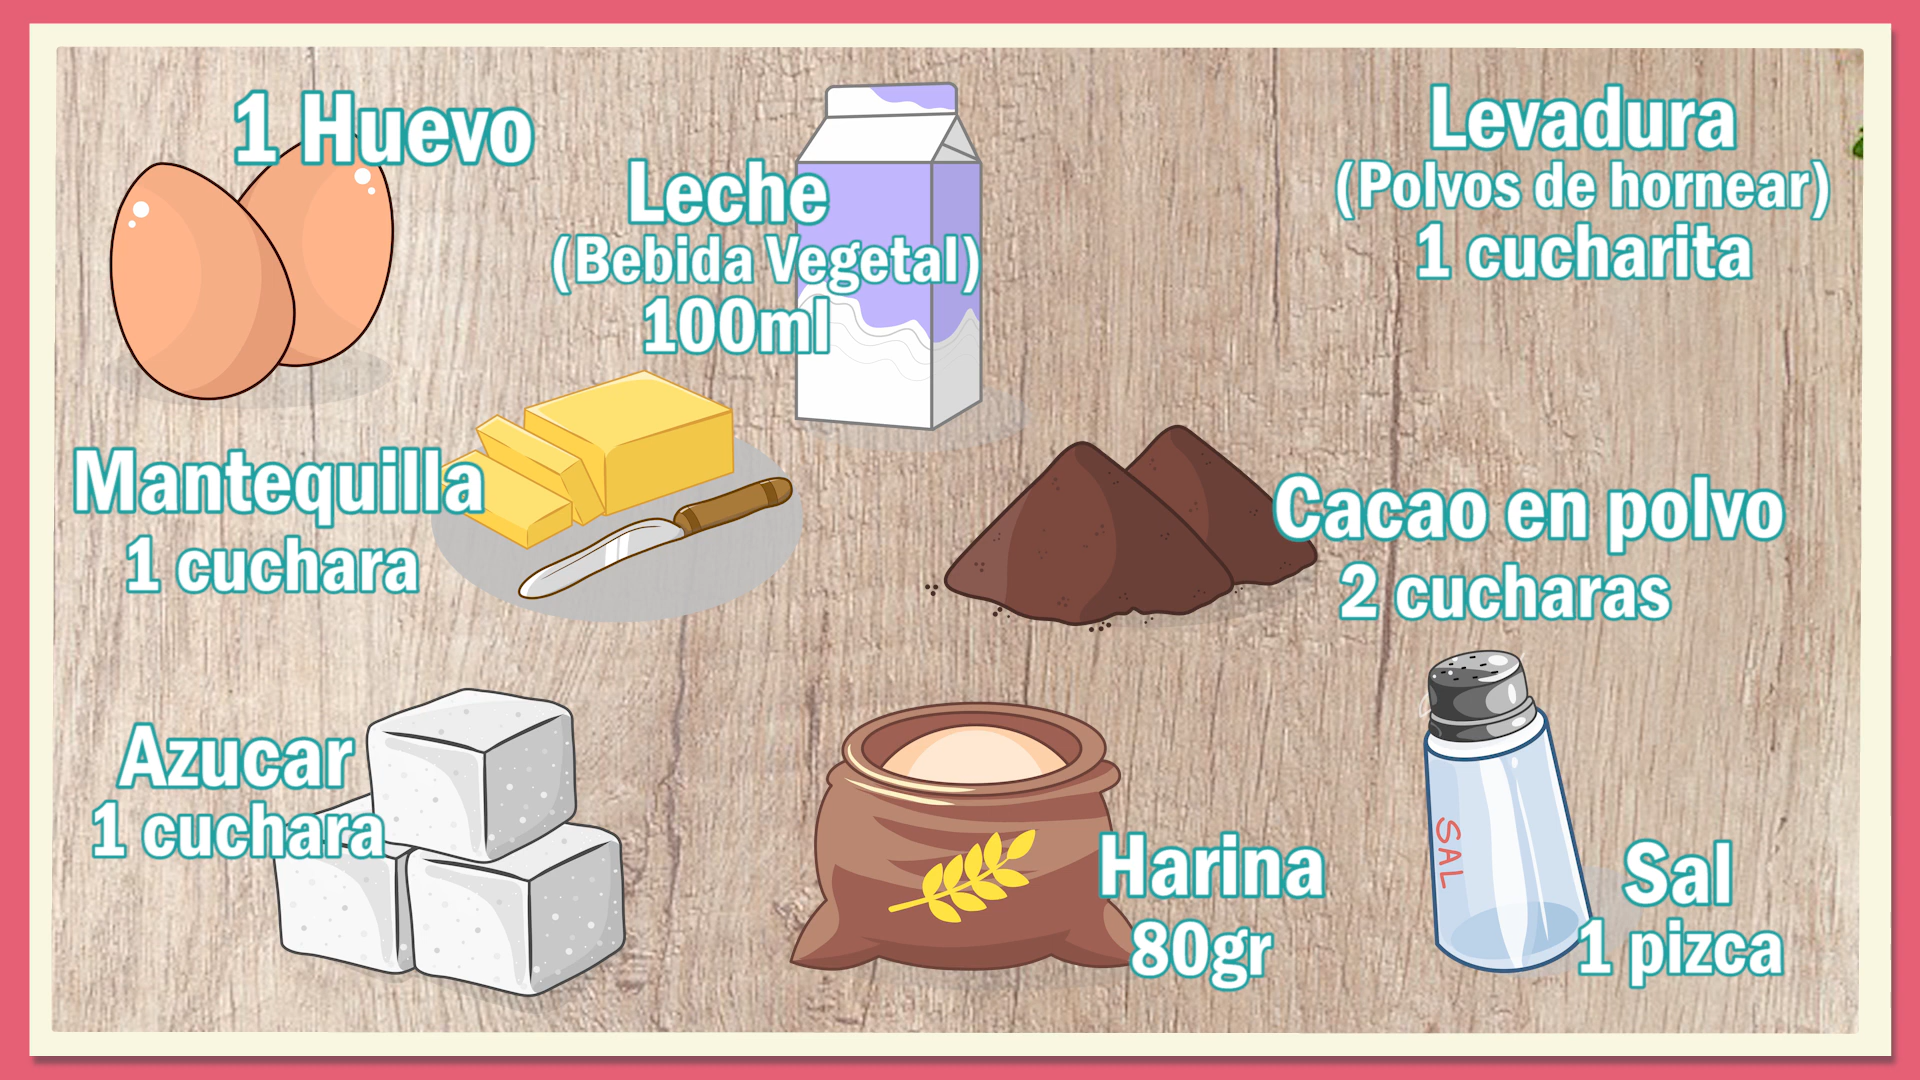 1 Huevo
Leche
(Bebida Vegetal)
100ml
Levadura
(Polvos de hornear)
1 cucharita
Mantequilla
1 cuchara
Cacao en polvo
2 cucharas
Azucar
1 cuchara
Harina
80gr
SAL
Sal
1 pizca